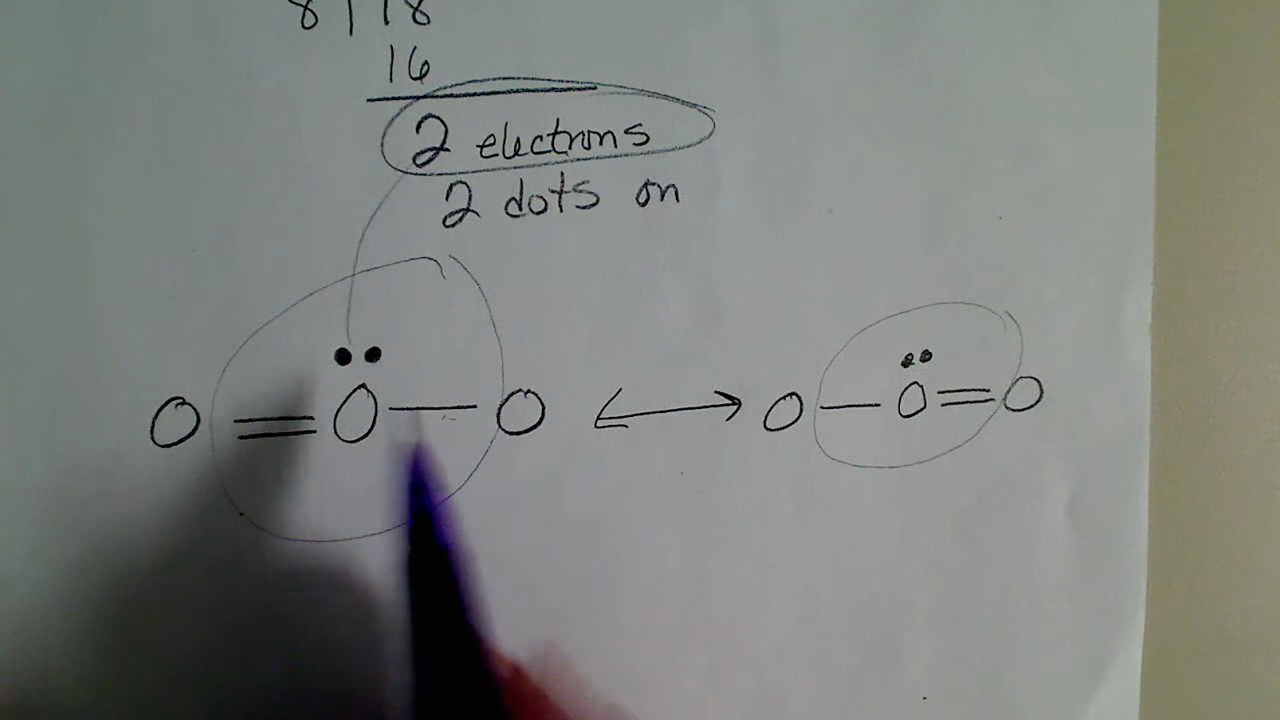 8 | 18
16
2 electrons
2 dots on
O = O — O ⟷ O — O = O